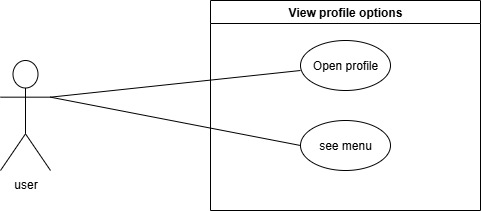 View profile options
Open profile
see menu
user